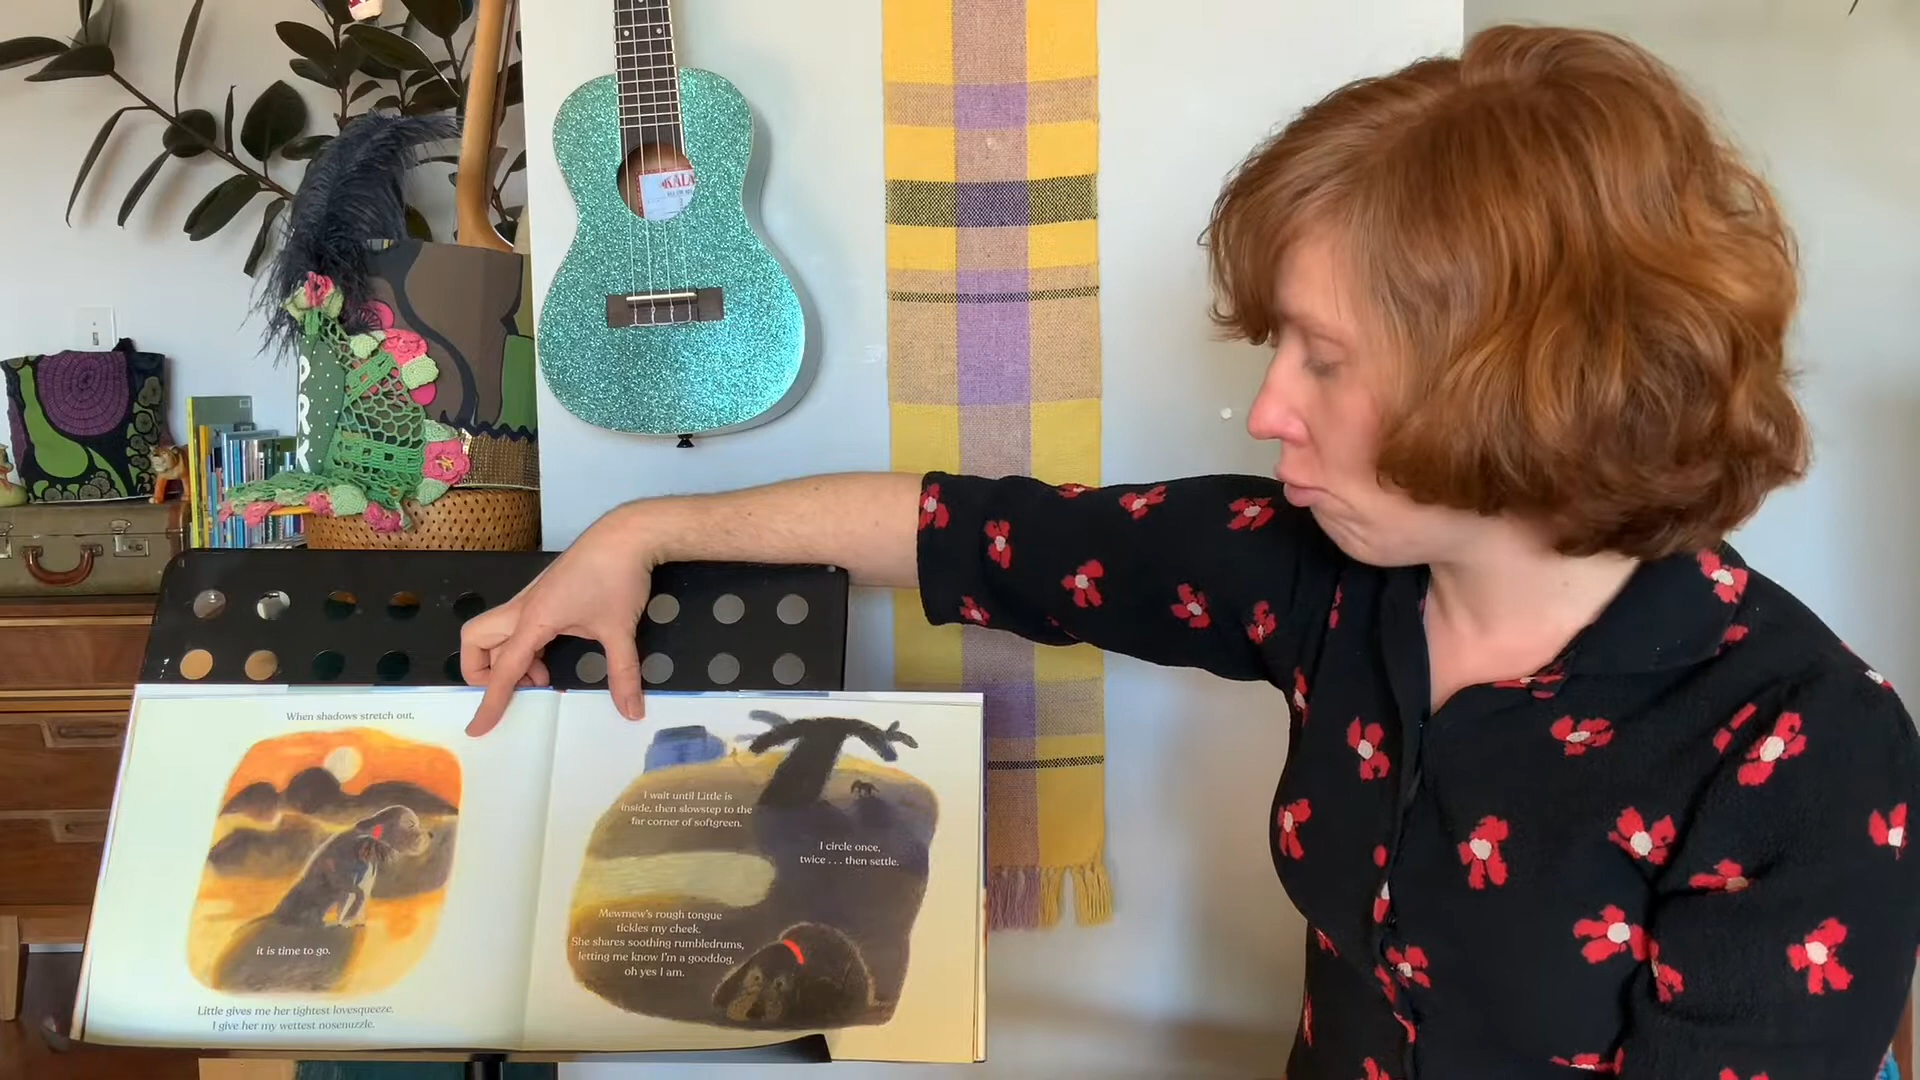 KALA
ORK
When shadows stretch out,
it is time to go.
Little gives me her tightest lovesqueeze.
I give her my wettest nosenuzzle.
I wait until Little is
inside, then slowstep to the
far corner of softgreen.
I circle once,
twice . . . then settle.
Mewmew's rough tongue
tickles my cheek.
She shares soothing rumbledrums,
letting me know I'm a gooddog,
oh yes I am.